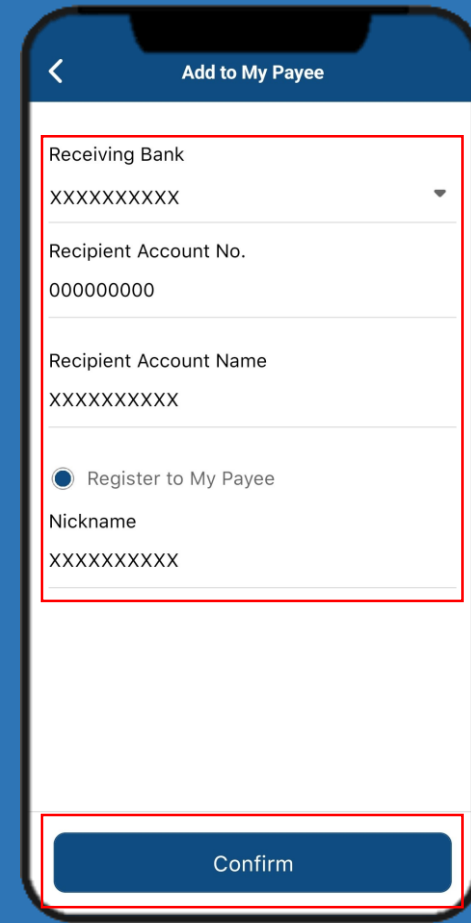 Add to My Payee
Receiving Bank
XXXXXXXXXX
Recipient Account No.
000000000
Recipient Account Name
XXXXXXXXXX
Register to My Payee
Nickname
XXXXXXXXXX
Confirm